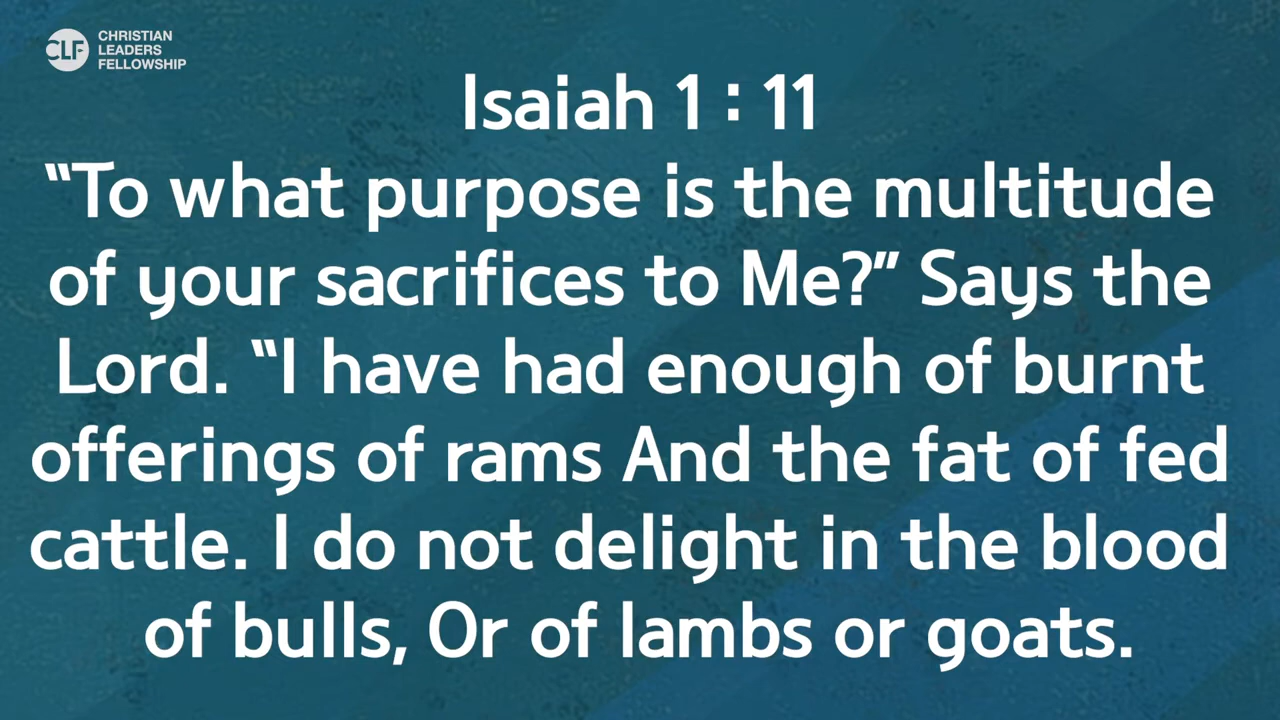 CLF
CHRISTIAN
LEADERS
FELLOWSHIP
Isaiah 1 : 11
“To what purpose is the multitude
of your sacrifices to Me?” Says the
Lord. “I have had enough of burnt
offerings of rams And the fat of fed
cattle. I do not delight in the blood
of bulls, Or of lambs or goats.